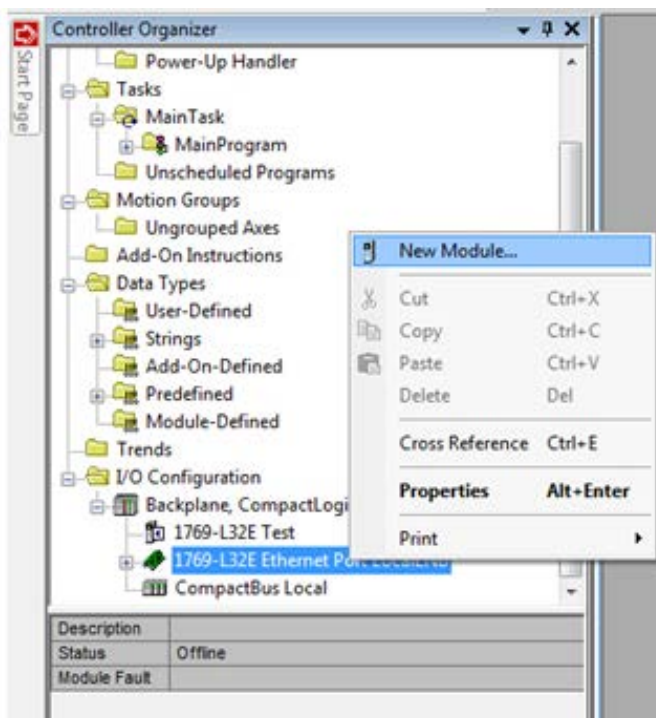 Start Page
Controller Organizer
Power-Up Handler
Tasks
MainTask
MainProgram
Unscheduled Programs
Motion Groups
Ungrouped Axes
Add-On Instructions
Data Types
User-Defined
Strings
Add-On-Defined
Predefined
Module-Defined
Trends
I/O Configuration
Backplane, CompactLogi
1769-L32E Test
1769-L32E Ethernet Port
CompactBus Local
New Module...
Cut Ctrl+X
Copy Ctrl+C
Paste Ctrl+V
Delete Del
Cross Reference Ctrl+E
Properties Alt+Enter
Print
Description
Status Offline
Module Fault